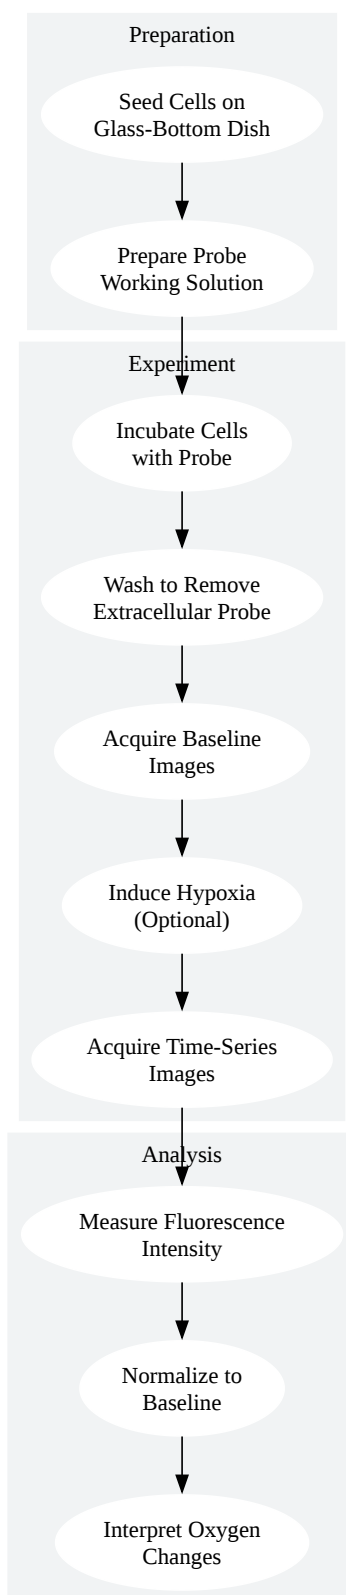 Preparation
Seed Cells on
Glass-Bottom Dish
Prepare Probe
Working Solution
Experiment
Incubate Cells
with Probe
Wash to Remove
Extracellular Probe
Acquire Baseline
Images
Induce Hypoxia
(Optional)
Acquire Time-Series
Images
Analysis
Measure Fluorescence
Intensity
Normalize to
Baseline
Interpret Oxygen
Changes